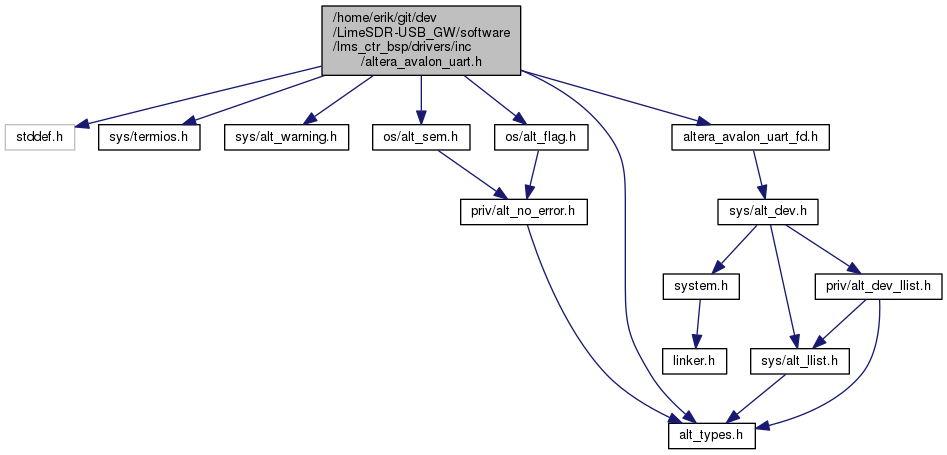 /home/erik/git/dev
/LimeSDR-USB_GW/software
/lms_ctr_bsp/drivers/inc
/altera_avalon_uart.h
stddef.h
sys/termios.h
sys/alt_warning.h
os/alt_sem.h
os/alt_flag.h
altera_avalon_uart_fd.h
priv/alt_no_error.h
sys/alt_dev.h
system.h
priv/alt_dev_llist.h
linker.h
sys/alt_llist.h
alt_types.h